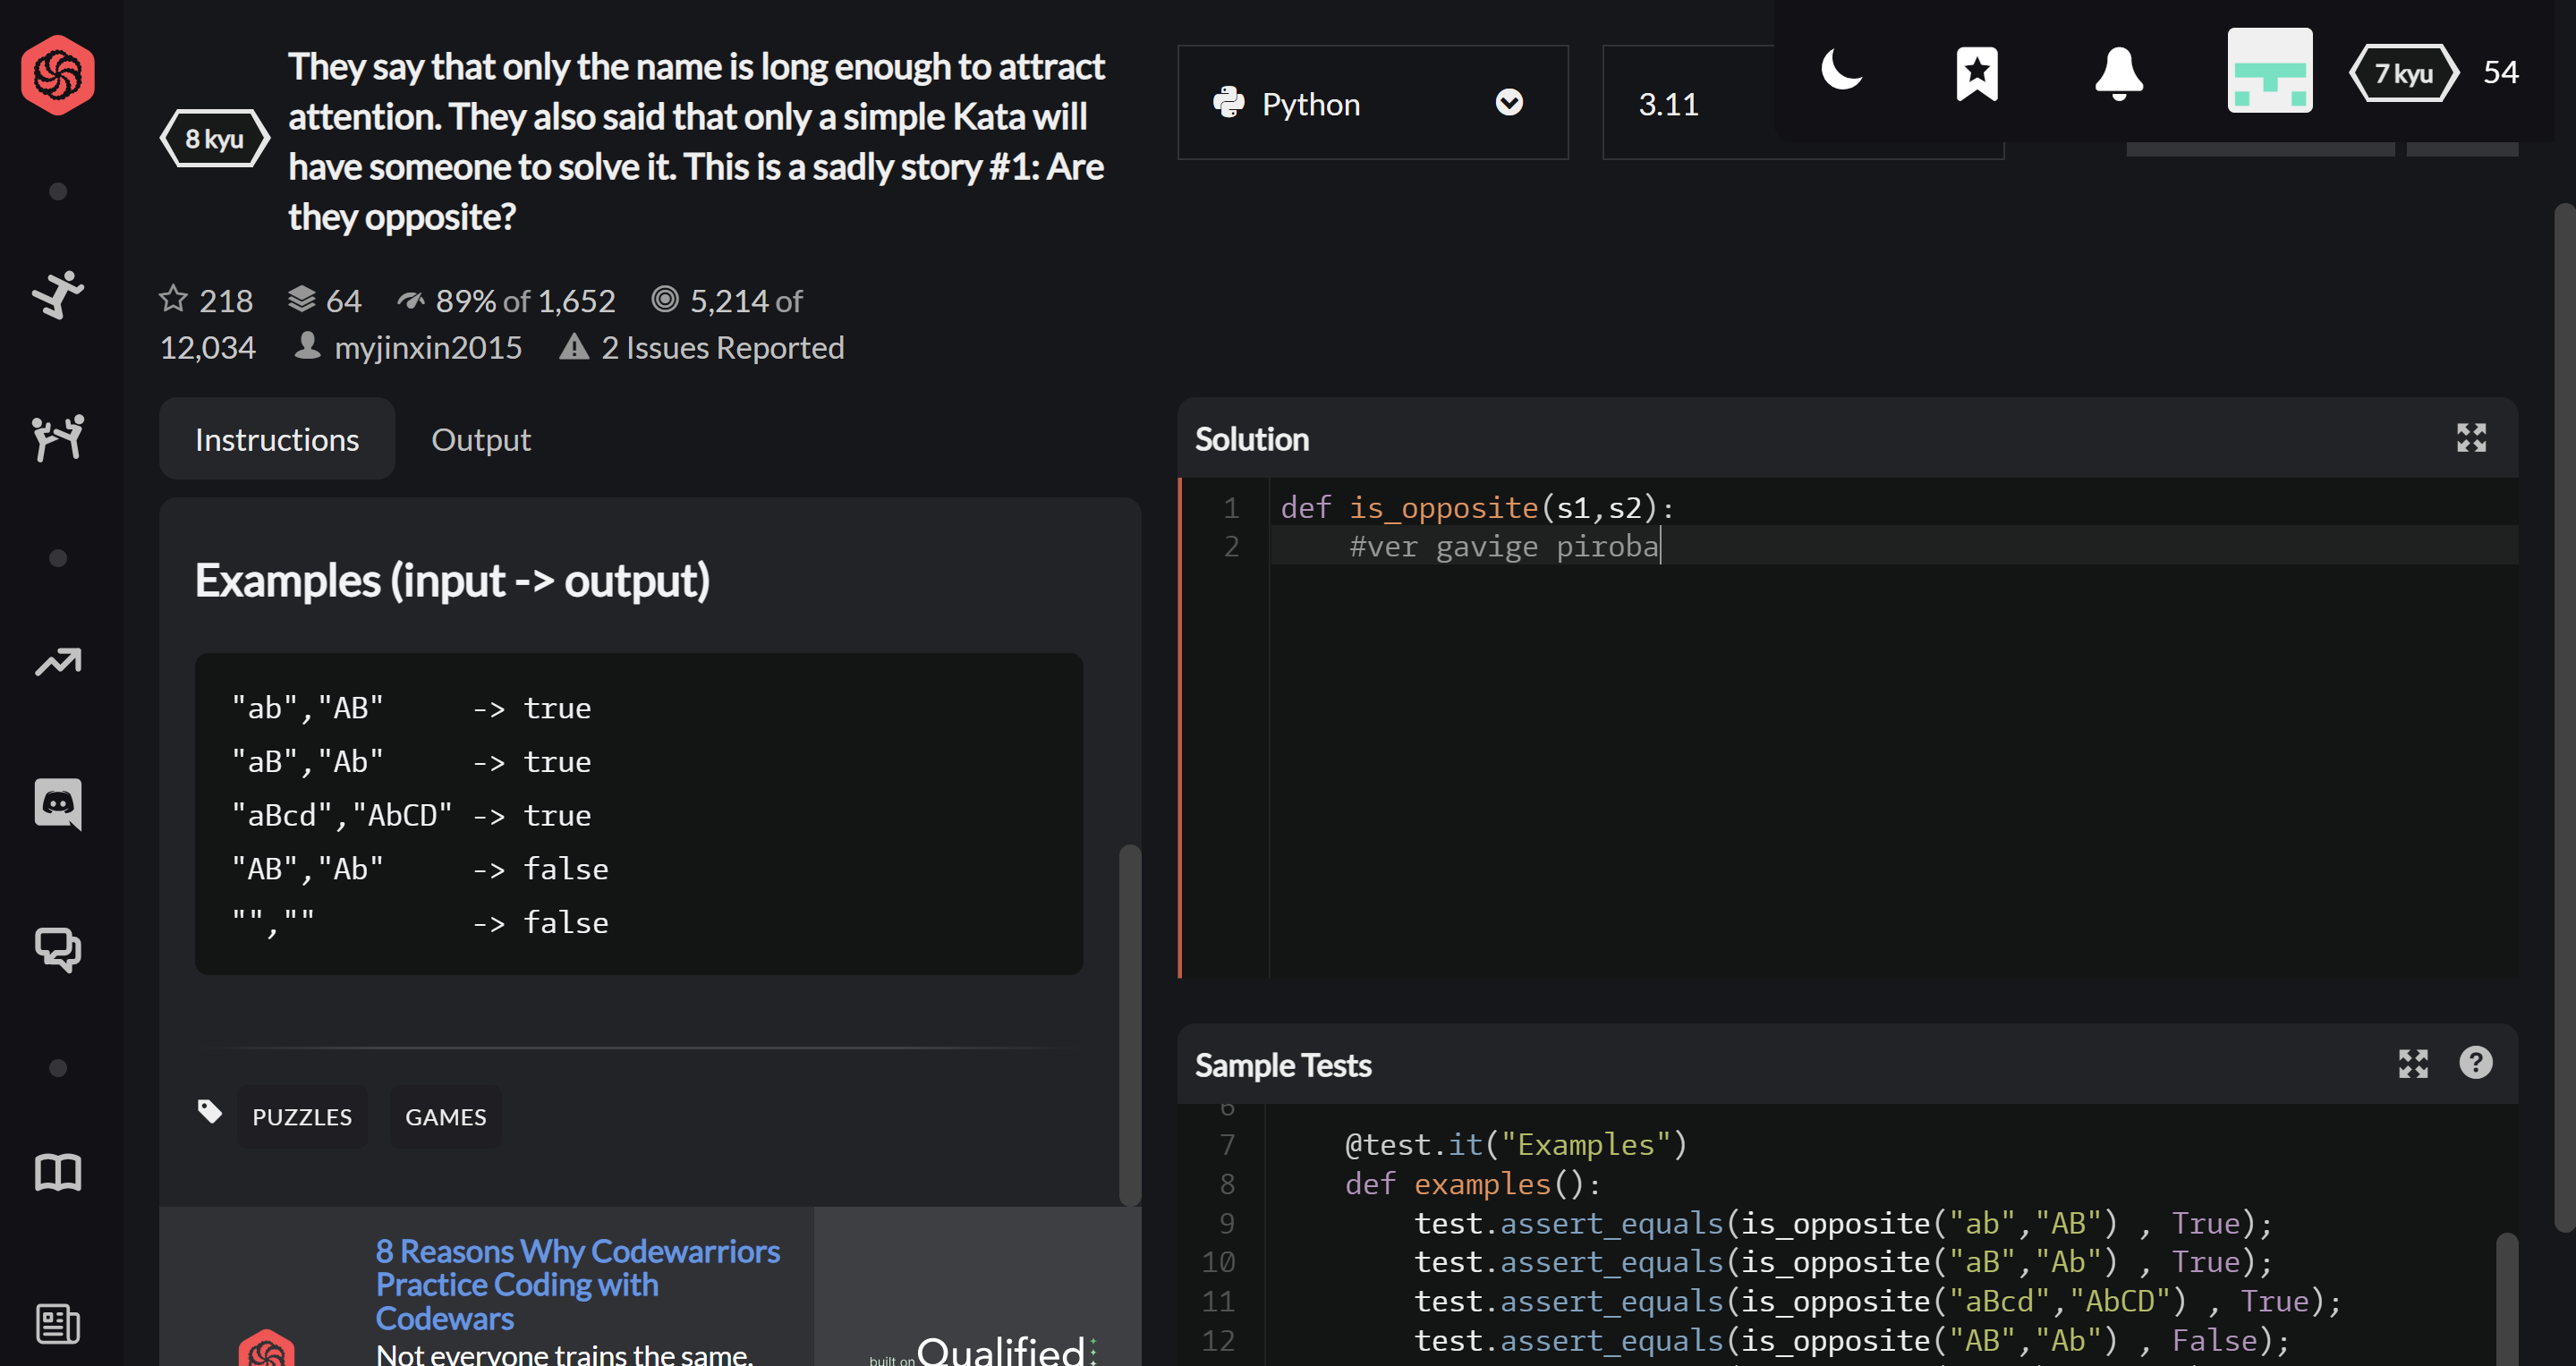 They say that only the name is long enough to attract
attention. They also said that only a simple Kata will
have someone to solve it. This is a sadly story #1: Are
they opposite?
8 kyu
218 64 89% of 1,652 5,214 of
12,034 myjinxin2015 2 Issues Reported
Python
3.11
7 kyu 54
Instructions Output
Examples (input -> output)
"ab","AB" -> true
"aB","Ab" -> true
"aBcd","AbCD" -> true
"AB","Ab" -> false
"","" -> false
PUZZLES GAMES
8 Reasons Why Codewarriors
Practice Coding with
Codewars
Not everyone trains the same.
built on Qualified
Solution
1 def is_opposite(s1,s2):
2 #ver gavige piroba
Sample Tests
6
7 @test.it("Examples")
8 def examples():
9 test.assert_equals(is_opposite("ab","AB") , True);
10 test.assert_equals(is_opposite("aB","Ab") , True);
11 test.assert_equals(is_opposite("aBcd","AbCD") , True);
12 test.assert_equals(is_opposite("AB","Ab") , False);